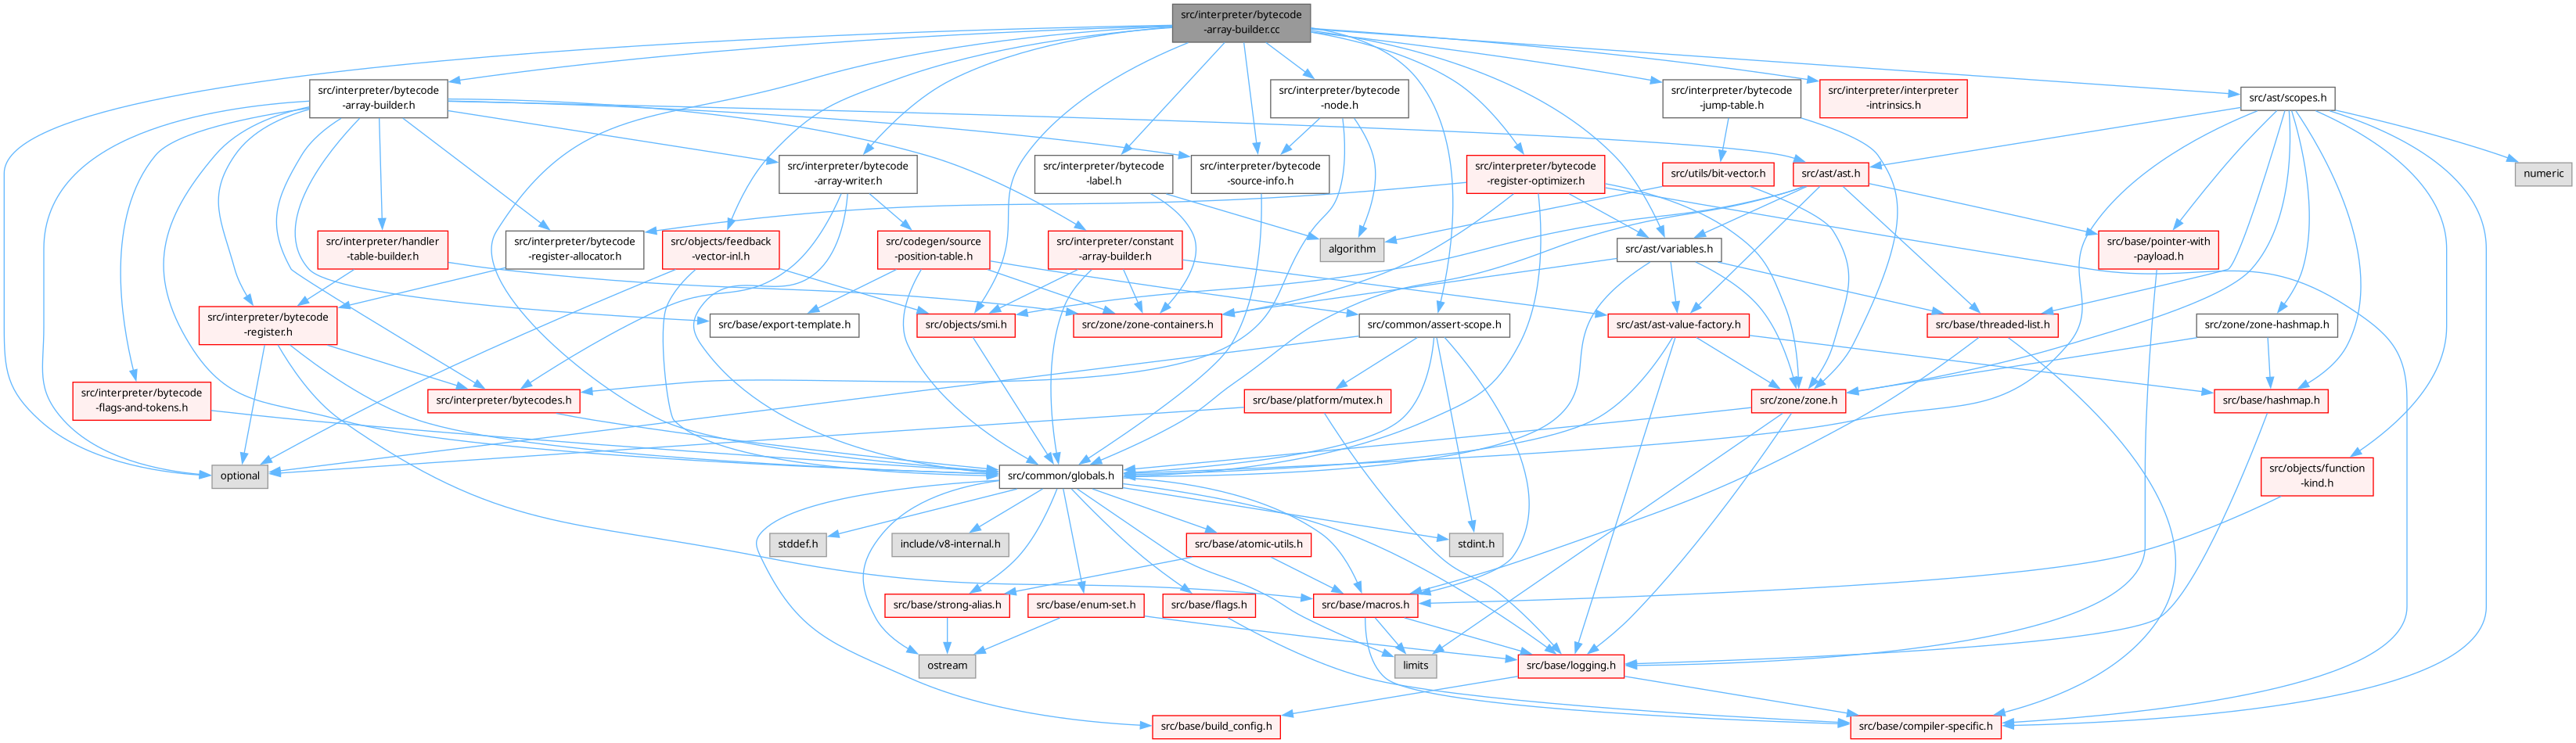 src/interpreter/bytecode
-array-builder.cc
src/interpreter/bytecode
-array-builder.h
src/interpreter/bytecode
-node.h
src/interpreter/bytecode
-jump-table.h
src/interpreter/interpreter
-intrinsics.h
src/ast/scopes.h
src/interpreter/bytecode
-array-writer.h
src/interpreter/bytecode
-label.h
src/interpreter/bytecode
-source-info.h
src/interpreter/bytecode
-register-optimizer.h
src/utils/bit-vector.h
src/ast/ast.h
numeric
src/interpreter/handler
-table-builder.h
src/interpreter/bytecode
-register-allocator.h
src/objects/feedback
-vector-inl.h
src/codegen/source
-position-table.h
src/interpreter/constant
-array-builder.h
algorithm
src/ast/variables.h
src/base/pointer-with
-payload.h
src/interpreter/bytecode
-register.h
src/base/export-template.h
src/objects/smi.h
src/zone/zone-containers.h
src/common/assert-scope.h
src/ast/ast-value-factory.h
src/base/threaded-list.h
src/zone/zone-hashmap.h
src/interpreter/bytecode
-flags-and-tokens.h
src/interpreter/bytecodes.h
src/base/platform/mutex.h
src/zone/zone.h
src/base/hashmap.h
optional
src/common/globals.h
src/objects/function
-kind.h
stddef.h
include/v8-internal.h
src/base/atomic-utils.h
stdint.h
src/base/strong-alias.h
src/base/enum-set.h
src/base/flags.h
src/base/macros.h
ostream
limits
src/base/logging.h
src/base/build_config.h
src/base/compiler-specific.h